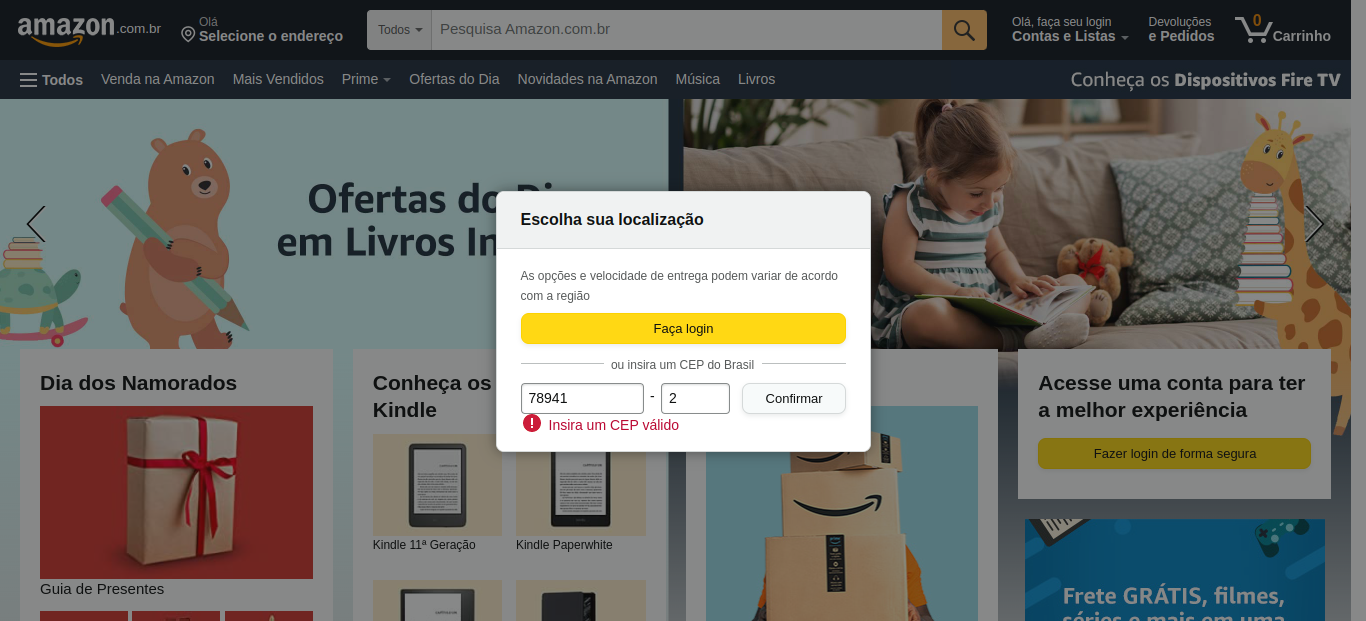 amazon.com.br
Olá
Selecione o endereço
Todos
Pesquisa Amazon.com.br
Olá, faça seu login
Contas e Listas
Devoluções
e Pedidos
0
Carrinho
Todos
Venda na Amazon
Mais Vendidos
Prime
Ofertas do Dia
Novidades na Amazon
Música
Livros
Conheça os Dispositivos Fire TV
Ofertas do Di
em Livros In
Escolha sua localização
As opções e velocidade de entrega podem variar de acordo
com a região
Faça login
ou insira um CEP do Brasil
78941 - 2
Confirmar
! Insira um CEP válido
Dia dos Namorados
Guia de Presentes
Conheça os
Kindle
Kindle 11ª Geração
Kindle Paperwhite
Acesse uma conta para ter
a melhor experiência
Fazer login de forma segura
Frete GRÁTIS, filmes,
séries e mais em uma